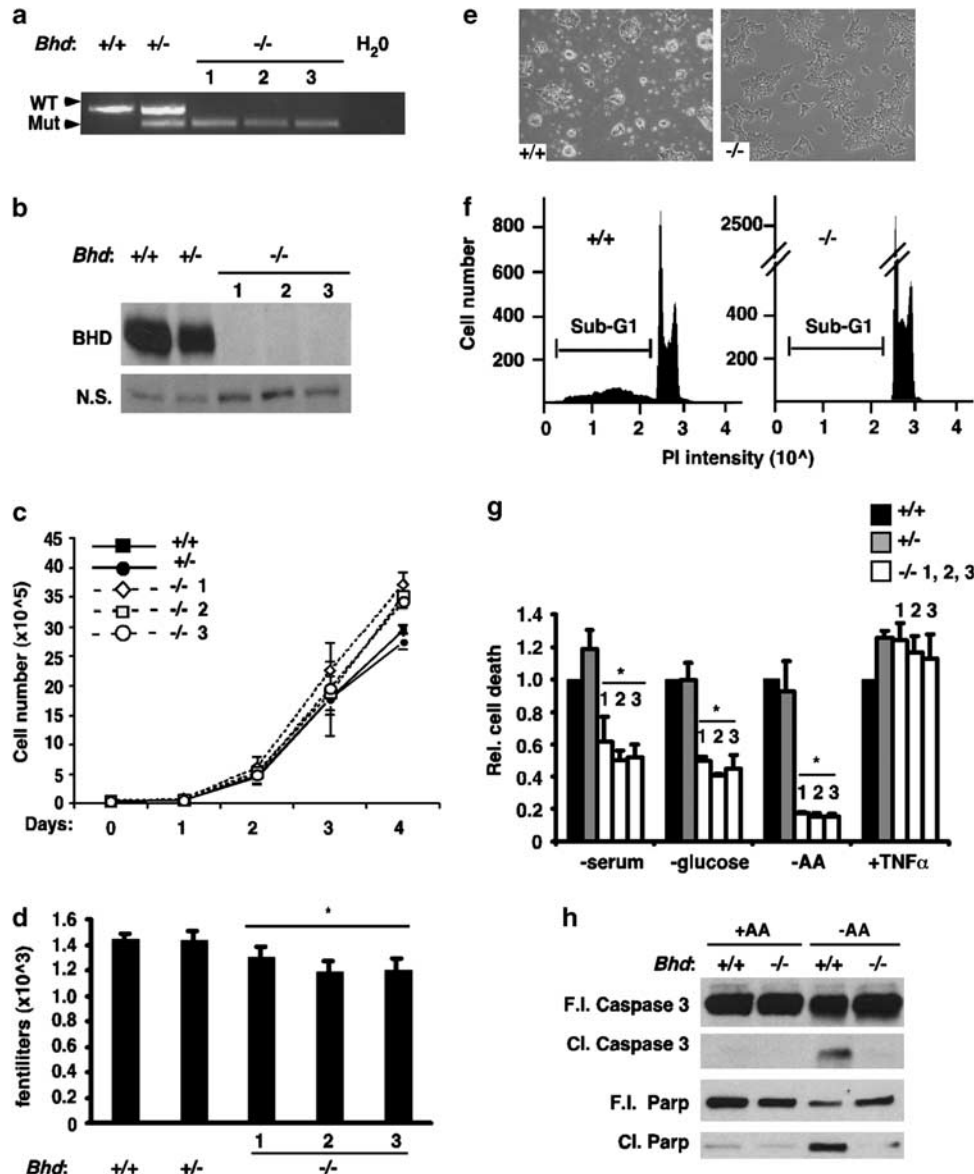 a
Bhd: +/+ +/- -/- H20
1 2 3
WT
Mut
b
Bhd: +/+ +/- -/-
1 2 3
BHD
N.S.
c
Cell number (x10^5)
45
40
35
30
25
20
15
10
5
0
+/+
+/-
-/- 1
-/- 2
-/- 3
Days: 0 1 2 3 4
d
*
fentiliters (x10^3)
1.6
1.4
1.2
1.0
0.8
0.6
0.4
0.2
0
1 2 3
Bhd: +/+ +/- -/-
e
+/+ -/-
f
Cell number
800
600
400
200
+/+
Sub-G1
0 1 2 3 4
2500
400
200
-/-
Sub-G1
0 1 2 3 4
PI intensity (10^)
g
+/+
+/-
-/- 1, 2, 3
Rel. cell death
1.4
1.2
1.0
0.8
0.6
0.4
0.2
0
* 1 2 3
* 1 2 3
* 1 2 3
1 2 3
-serum -glucose -AA +TNFα
h
+AA -AA
Bhd: +/+ -/- +/+ -/-
F.l. Caspase 3
Cl. Caspase 3
F.l. Parp
Cl. Parp